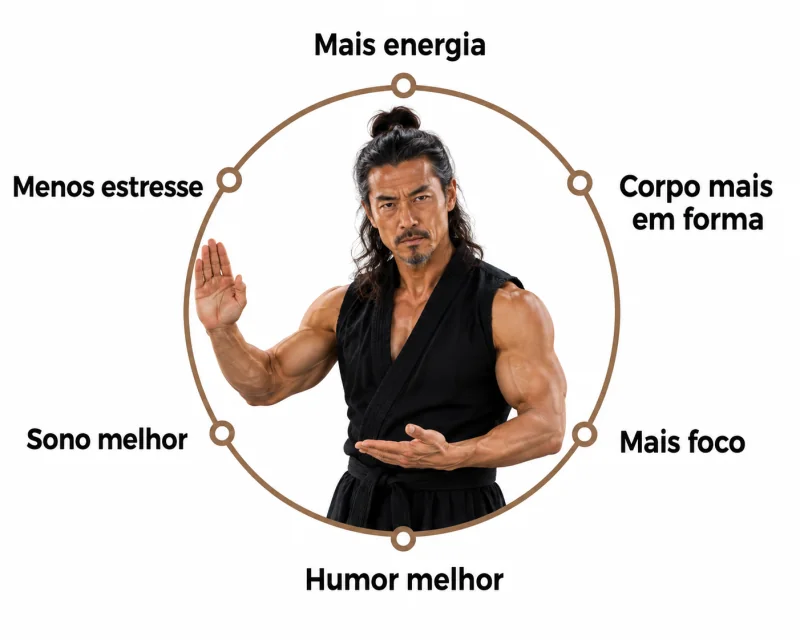 Mais energia
Menos estresse
Corpo mais
em forma
Sono melhor
Mais foco
Humor melhor